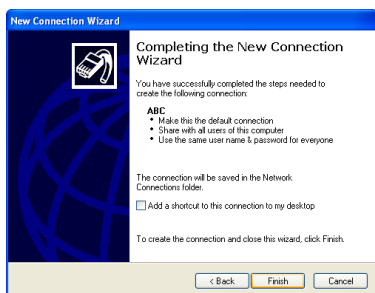 New Connection Wizard
Completing the New Connection
Wizard
You have successfully completed the steps needed to
create the following connection:
ABC
• Make this the default connection
• Share with all users of this computer
• Use the same user name & password for everyone
The connection will be saved in the Network
Connections folder.
Add a shortcut to this connection to my desktop
To create the connection and close this wizard, click Finish.
< Back Finish Cancel